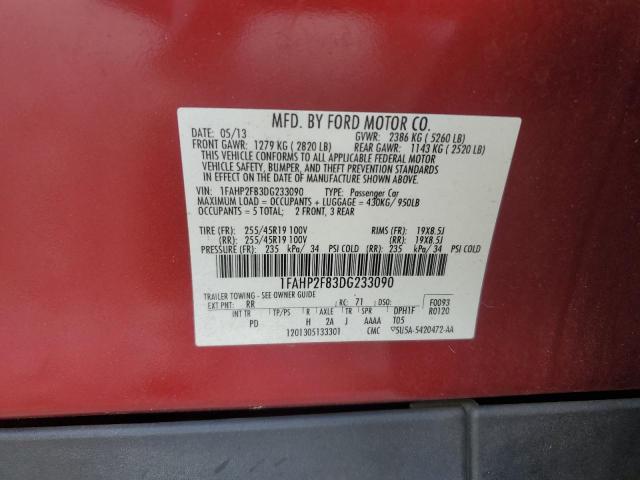 MFD. BY FORD MOTOR CO.
DATE: 05/13 GVWR: 2386 KG ( 5260 LB)
FRONT GAWR: 1279 KG ( 2820 LB) REAR GAWR: 1143 KG ( 2520 LB)
THIS VEHICLE CONFORMS TO ALL APPLICABLE FEDERAL MOTOR
VEHICLE SAFETY, BUMPER, AND THEFT PREVENTION STANDARDS
IN EFFECT ON THE DATE OF MANUFACTURE SHOWN ABOVE.
VIN: 1FAHP2F83DG233090 TYPE: Passenger Car
MAXIMUM LOAD = OCCUPANTS + LUGGAGE = 430KG/ 950LB
OCCUPANTS = 5 TOTAL: 2 FRONT, 3 REAR
TIRE (FR): 255/45R19 100V RIMS (FR): 19X8.5J
(RR): 255/45R19 100V (RR): 19X8.5J
PRESSURE (FR): 235 kPa/ 34 PSI COLD (RR): 235 kPa/ 34 PSI COLD
1FAHP2F83DG233090
TRAILER TOWING - SEE OWNER GUIDE
EXT PNT: RR RC: 71 DSO: F0093
INT TR TP/PS R AXLE TR SPR DPH1F R0120
PD H 2A J AAAA T05
1201305133301 CMC 5U5A-5420472-AA